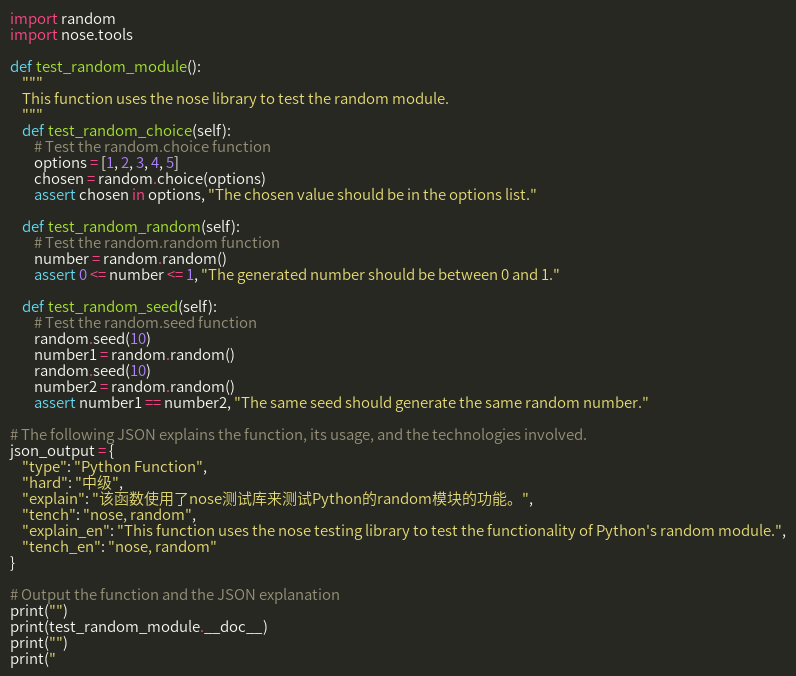 import random
import nose.tools

def test_random_module():
    """
    This function uses the nose library to test the random module.
    """
    def test_random_choice(self):
        # Test the random.choice function
        options = [1, 2, 3, 4, 5]
        chosen = random.choice(options)
        assert chosen in options, "The chosen value should be in the options list."

    def test_random_random(self):
        # Test the random.random function
        number = random.random()
        assert 0 <= number <= 1, "The generated number should be between 0 and 1."

    def test_random_seed(self):
        # Test the random.seed function
        random.seed(10)
        number1 = random.random()
        random.seed(10)
        number2 = random.random()
        assert number1 == number2, "The same seed should generate the same random number."

# The following JSON explains the function, its usage, and the technologies involved.
json_output = {
    "type": "Python Function",
    "hard": "中级",
    "explain": "该函数使用了nose测试库来测试Python的random模块的功能。",
    "tench": "nose, random",
    "explain_en": "This function uses the nose testing library to test the functionality of Python's random module.",
    "tench_en": "nose, random"
}

# Output the function and the JSON explanation
print("")
print(test_random_module.__doc__)
print("")
print("